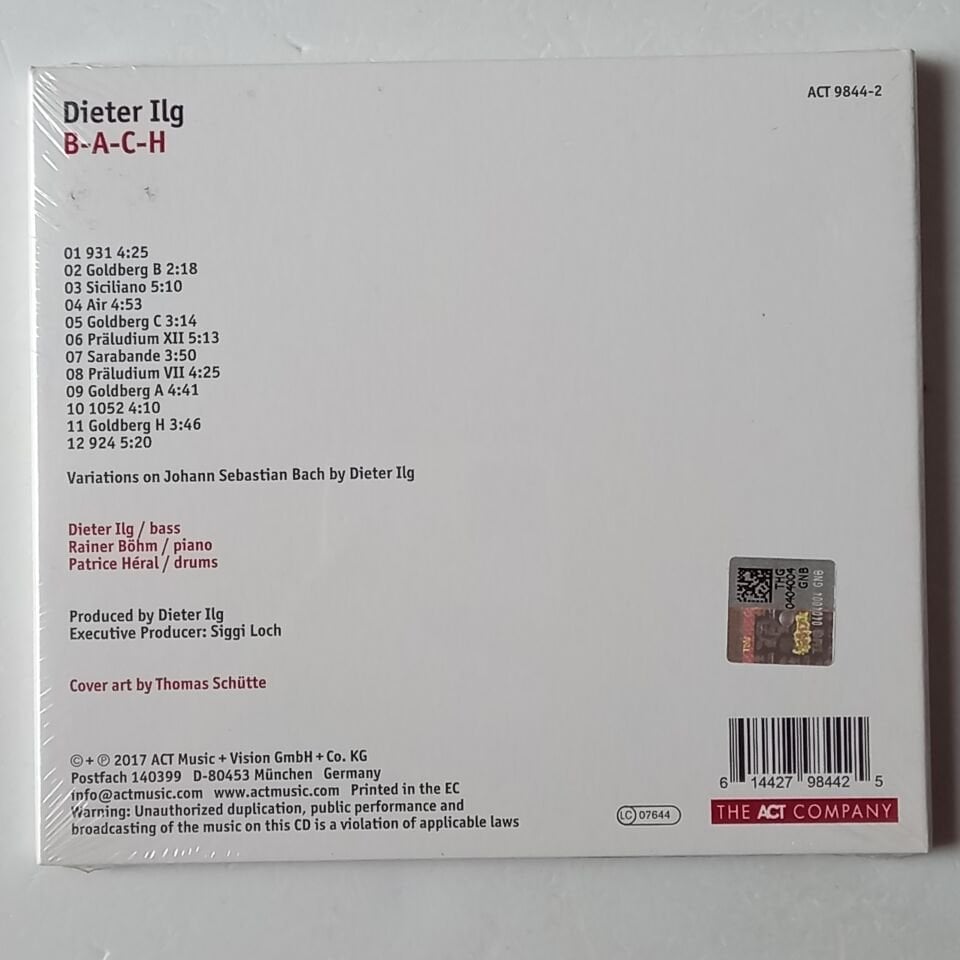 Dieter Ilg
B-A-C-H
ACT 9844-2
01 931 4:25
02 Goldberg B 2:18
03 Siciliano 5:10
04 Air 4:53
05 Goldberg C 3:14
06 Präludium XII 5:13
07 Sarabande 3:50
08 Präludium VII 4:25
09 Goldberg A 4:41
10 1052 4:10
11 Goldberg H 3:46
12 924 5:20
Variations on Johann Sebastian Bach by Dieter Ilg
Dieter Ilg / bass
Rainer Böhm / piano
Patrice Héral / drums
Produced by Dieter Ilg
Executive Producer: Siggi Loch
Cover art by Thomas Schütte
THG
0404004
GNB
© + ℗ 2017 ACT Music + Vision GmbH + Co. KG
Postfach 140399 D-80453 München Germany
info@actmusic.com www.actmusic.com Printed in the EC
Warning: Unauthorized duplication, public performance and
broadcasting of the music on this CD is a violation of applicable laws
LC 07644
6 14427 98442 5
THE ACT COMPANY